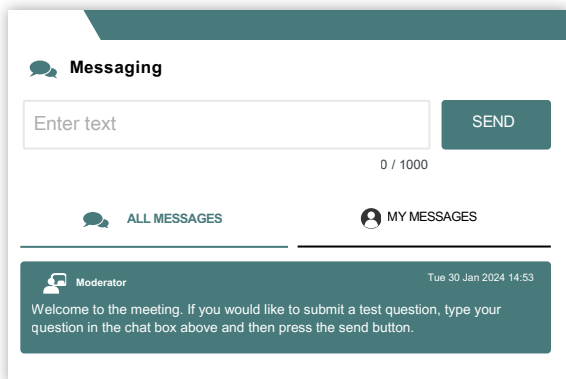 Messaging
Enter text
SEND
0 / 1000
ALL MESSAGES
MY MESSAGES
Moderator
Tue 30 Jan 2024 14:53
Welcome to the meeting. If you would like to submit a test question, type your
question in the chat box above and then press the send button.